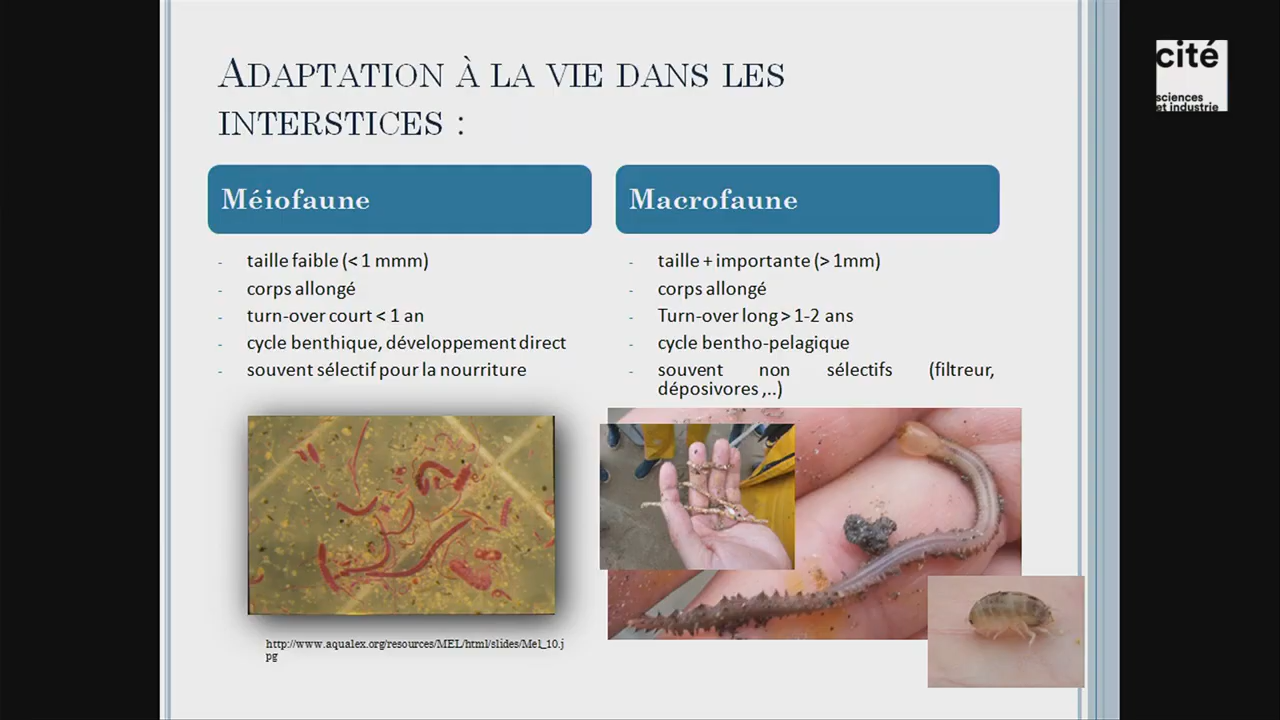 ADAPTATION À LA VIE DANS LES
INTERSTICES :
Méiofaune
- taille faible (< 1 mmm)
- corps allongé
- turn-over court < 1 an
- cycle benthique, développement direct
- souvent sélectif pour la nourriture
http://www.aqualex.org/resources/MEL/html/slides/Mel_10.j
pg
Macrofaune
- taille + importante (> 1mm)
- corps allongé
- Turn-over long > 1-2 ans
- cycle bentho-pelagique
- souvent non sélectifs (filtreur,
déposivores ,..)
cité
sciences
et industrie